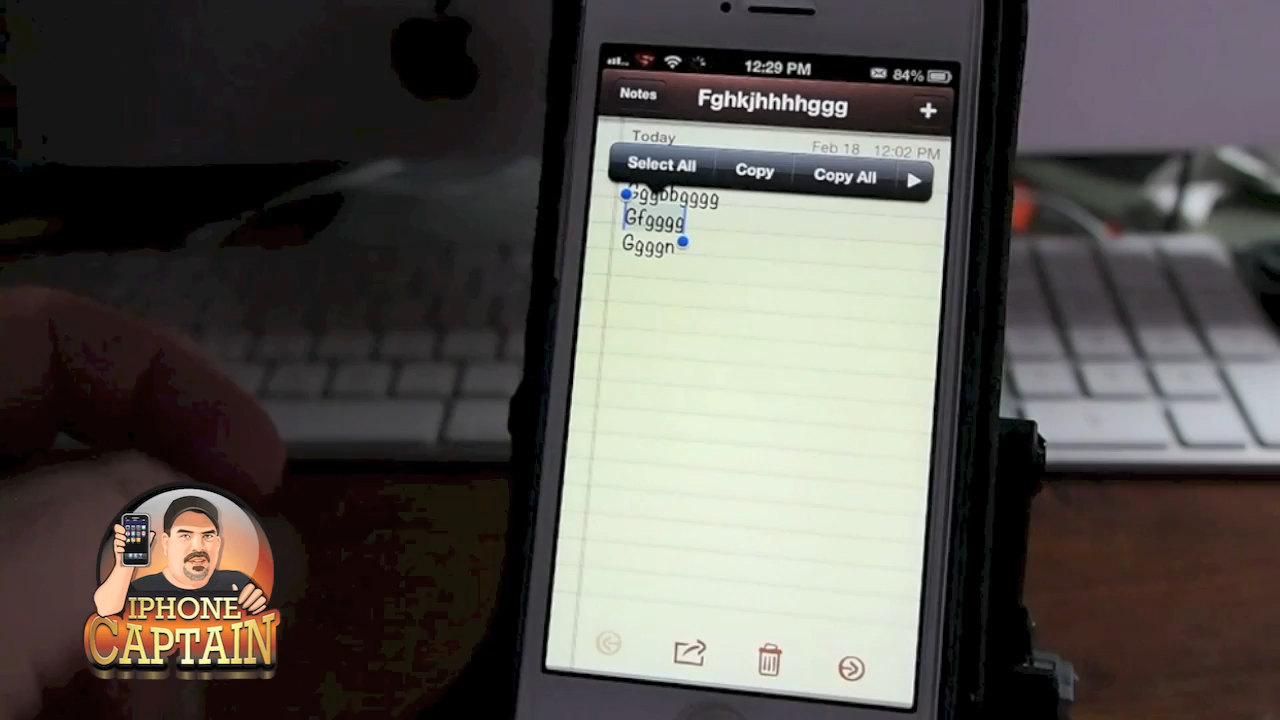 12:29 PM 84%
Notes Fghkjhhhhggg +
Today Feb 18 12:02 PM
Select All Copy Copy All
Gggbbgggg
Gfgggg
Ggggn
IPHONE
CAPTAIN